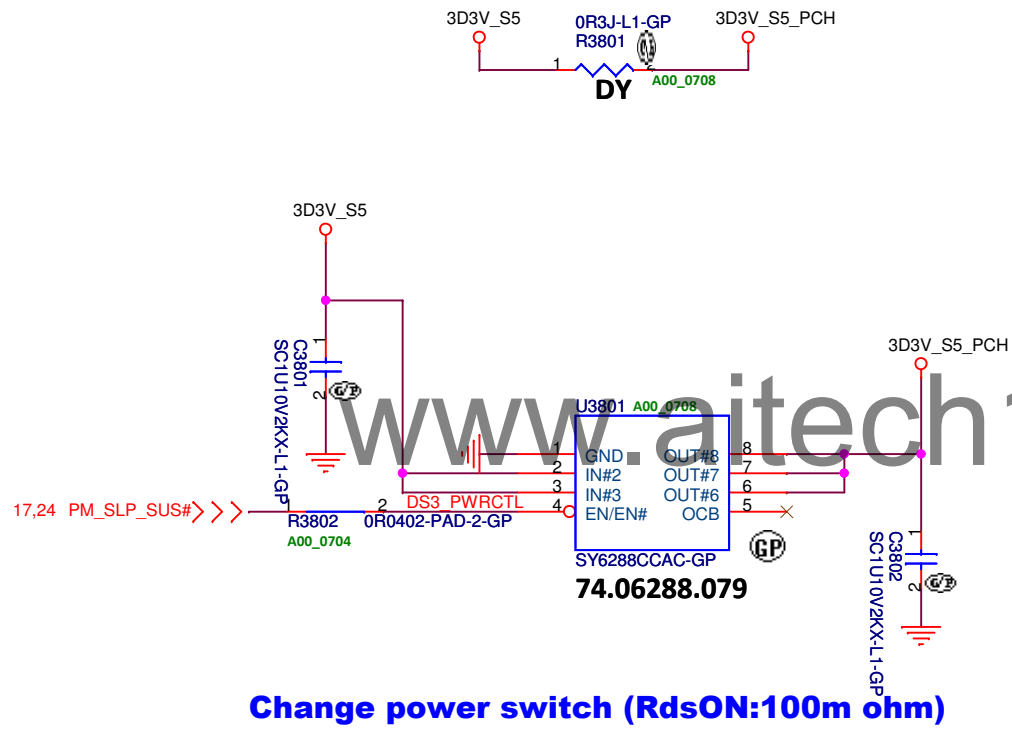 3D3V_S5
0R3J-L1-GP
R3801
3D3V_S5_PCH
1
2
DY
A00_0708
3D3V_S5
1
C3801
SC1U10V2KX-L1-GP
2
G/P
3D3V_S5_PCH
www.aitech1
U3801 A00_0708
1 GND OUT#8 8
2 IN#2 OUT#7 7
3 IN#3 OUT#6 6
4 EN/EN# OCB 5
DS3_PWRCTL
17,24 PM_SLP_SUS#
1
2
R3802 0R0402-PAD-2-GP
A00_0704
GP
SY6288CCAC-GP
74.06288.079
1
C3802
SC1U10V2KX-L1-GP
2
G/P
Change power switch (RdsON:100m ohm)